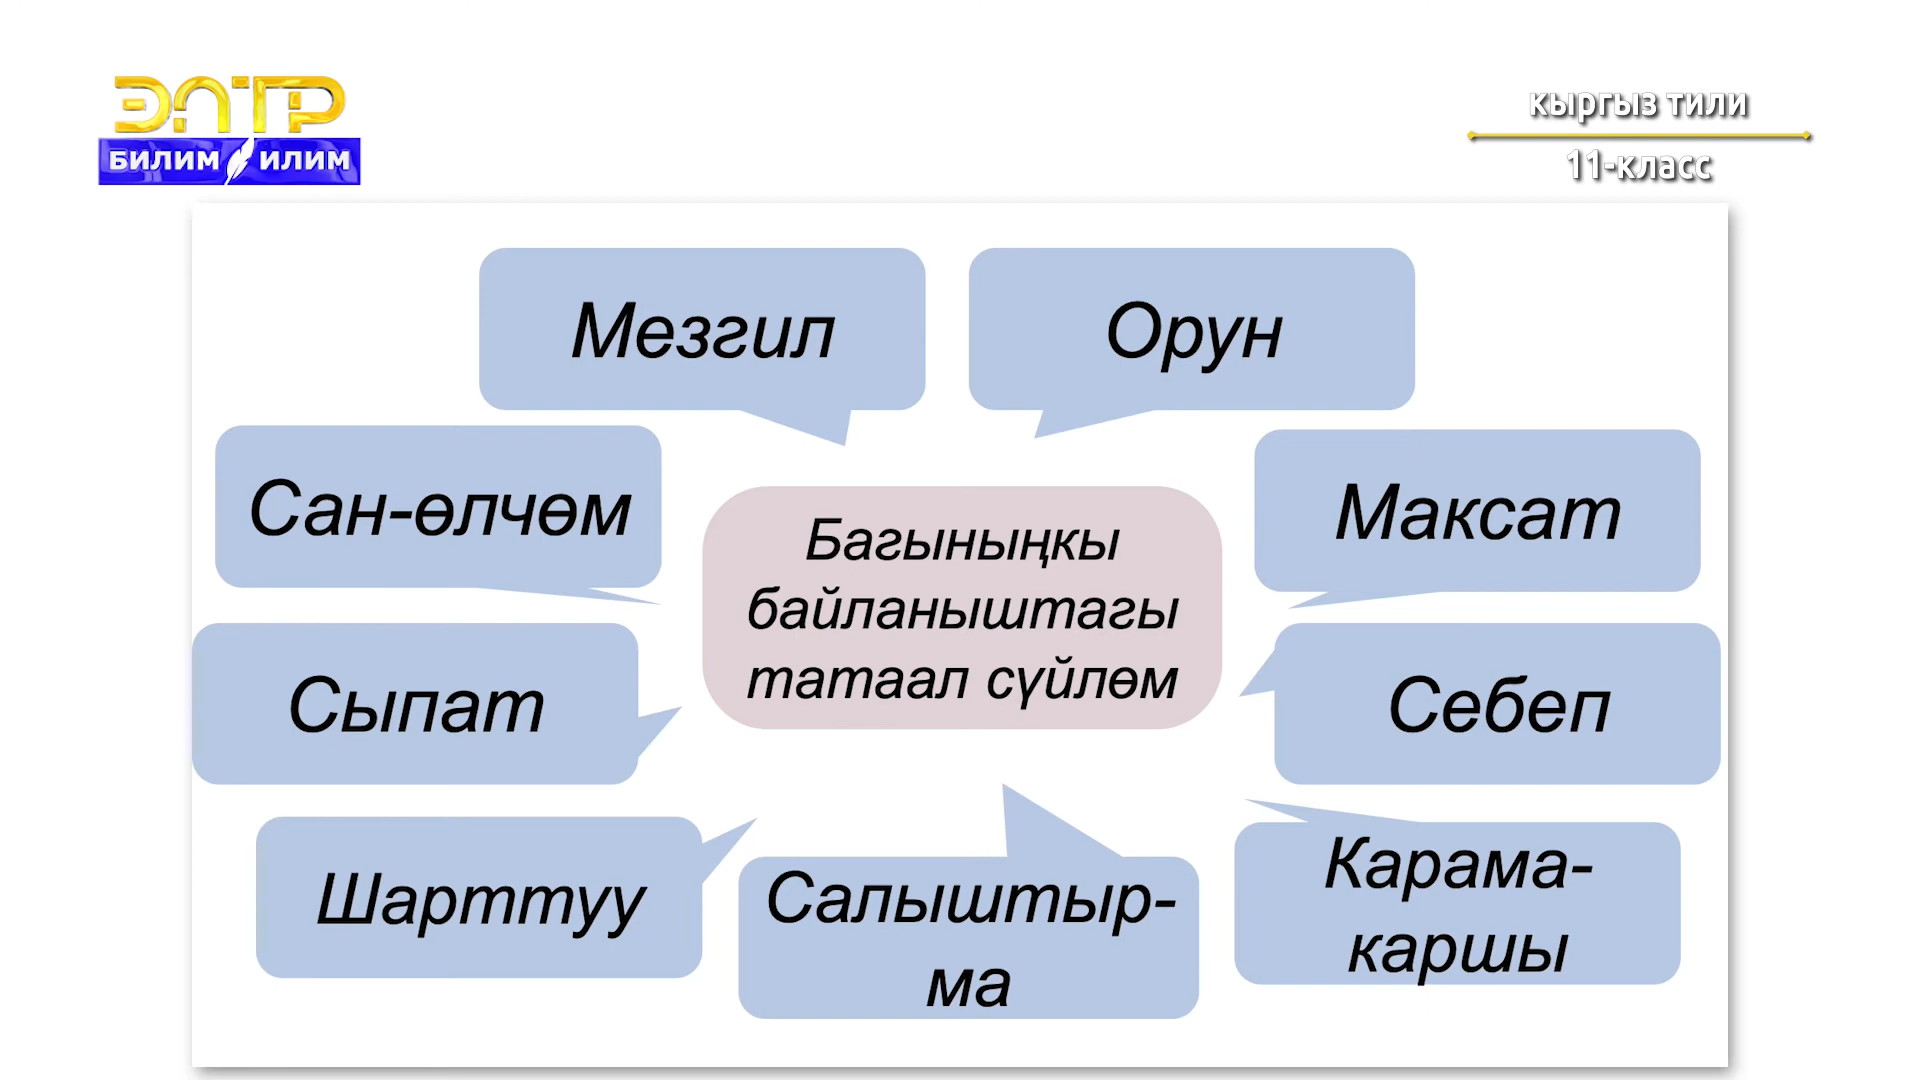 ЭЛТР
БИЛИМ ИЛИМ
кыргыз тили
11-класс
Мезгил
Орун
Сан-өлчөм
Максат
Багыныңкы
байланыштагы
татаал сүйлөм
Сыпат
Себеп
Шарттуу
Салыштыр-
ма
Карама-
каршы